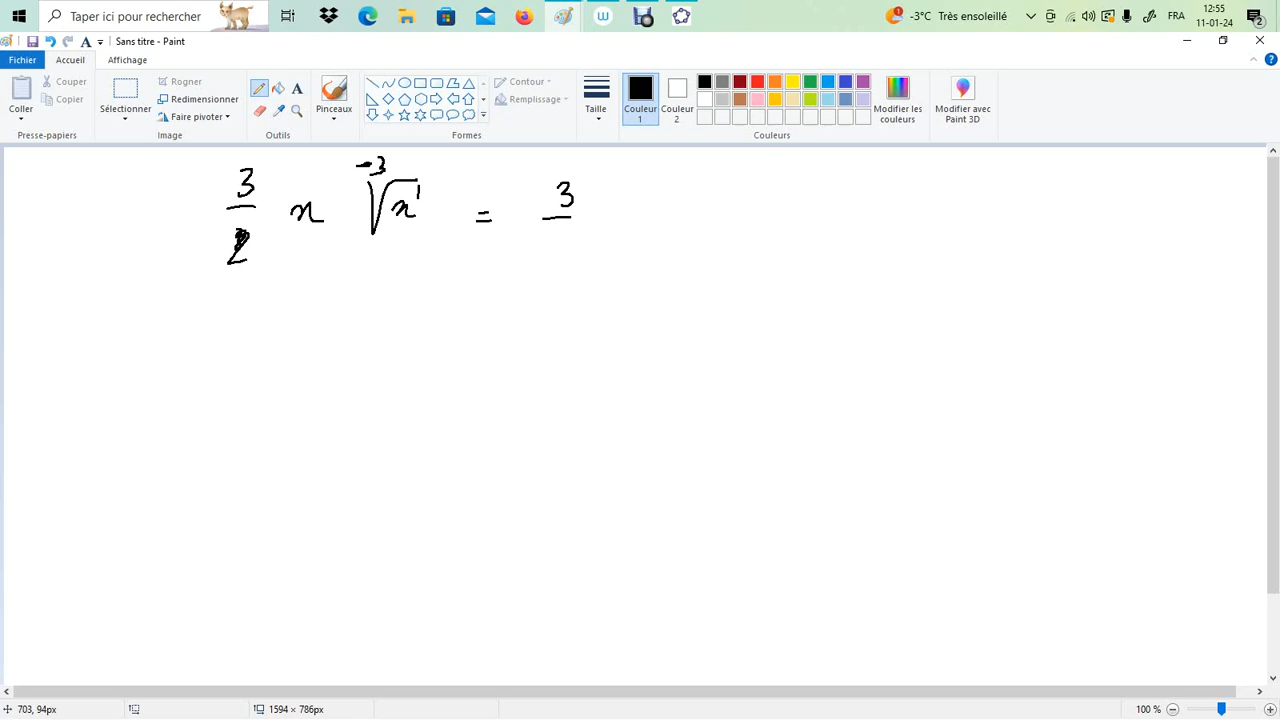 Taper ici pour rechercher -3°C Très ensoleillé FRA 12:55 11-01-24 2
Sans titre - Paint
Fichier Accueil Affichage
Coller Couper Copier Sélectionner Rogner Redimensionner Faire pivoter A Pinceaux Contour Remplissage Taille Couleur 1 Couleur 2 Modifier les couleurs Modifier avec Paint 3D
Presse-papiers Image Outils Formes Couleurs
3/2 x ⁻³√x¹ = 3/
703, 94px 1594 × 786px 100 %